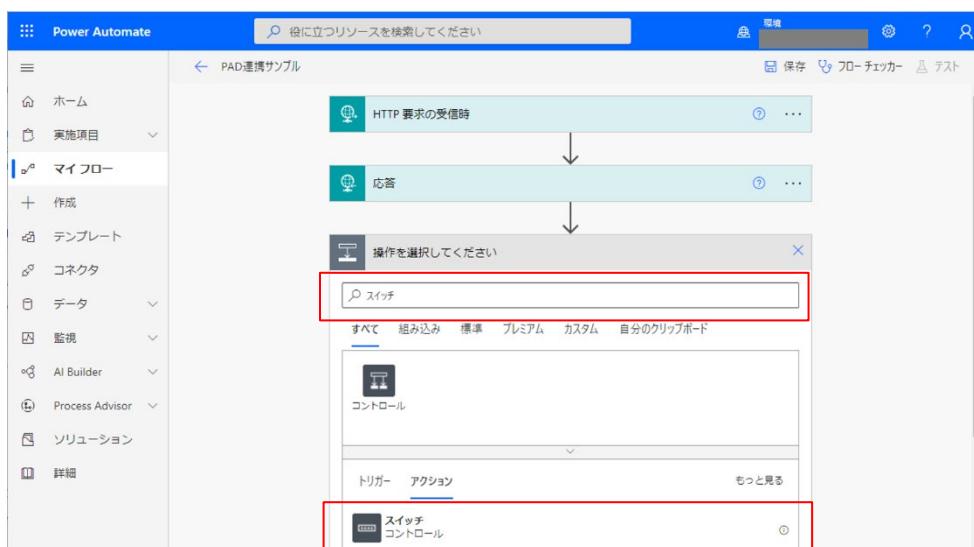 Power Automate
役に立つリソースを検索してください
環境
PAD連携サンプル
保存
フロー チェッカー
テスト
ホーム
実施項目
マイ フロー
作成
テンプレート
コネクタ
データ
監視
AI Builder
Process Advisor
ソリューション
詳細
HTTP 要求の受信時
応答
操作を選択してください
スイッチ
すべて 組み込み 標準 プレミアム カスタム 自分のクリップボード
コントロール
トリガー アクション もっと見る
スイッチ
コントロール